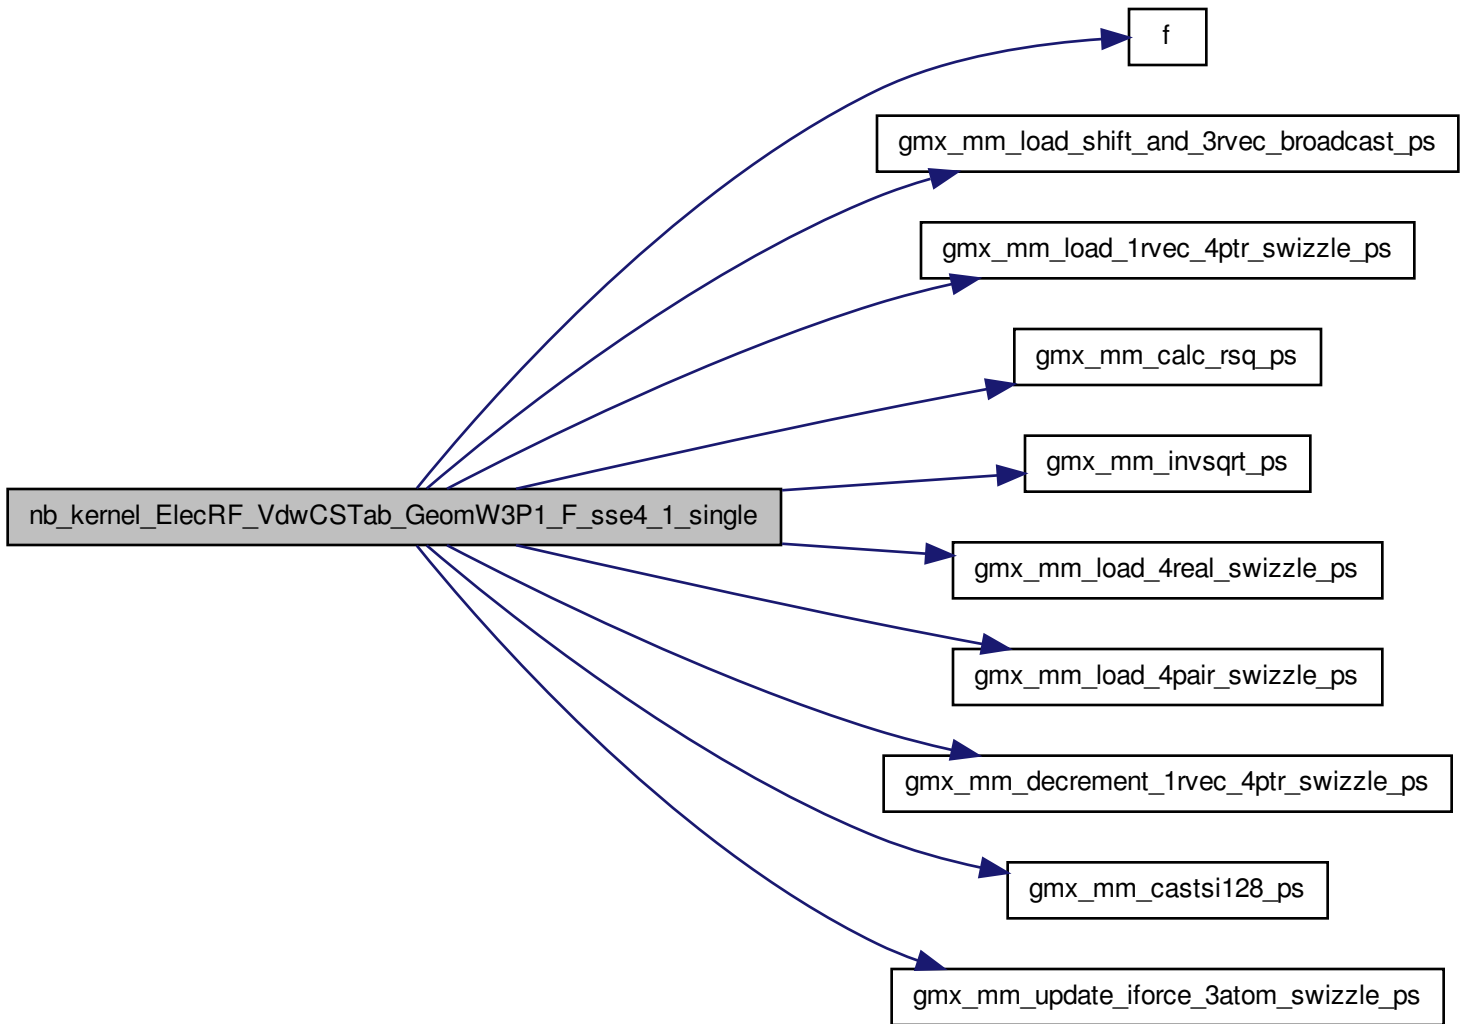 f
gmx_mm_load_shift_and_3rvec_broadcast_ps
gmx_mm_load_1rvec_4ptr_swizzle_ps
gmx_mm_calc_rsq_ps
gmx_mm_invsqrt_ps
nb_kernel_ElecRF_VdwCSTab_GeomW3P1_F_sse4_1_single
gmx_mm_load_4real_swizzle_ps
gmx_mm_load_4pair_swizzle_ps
gmx_mm_decrement_1rvec_4ptr_swizzle_ps
gmx_mm_castsi128_ps
gmx_mm_update_iforce_3atom_swizzle_ps